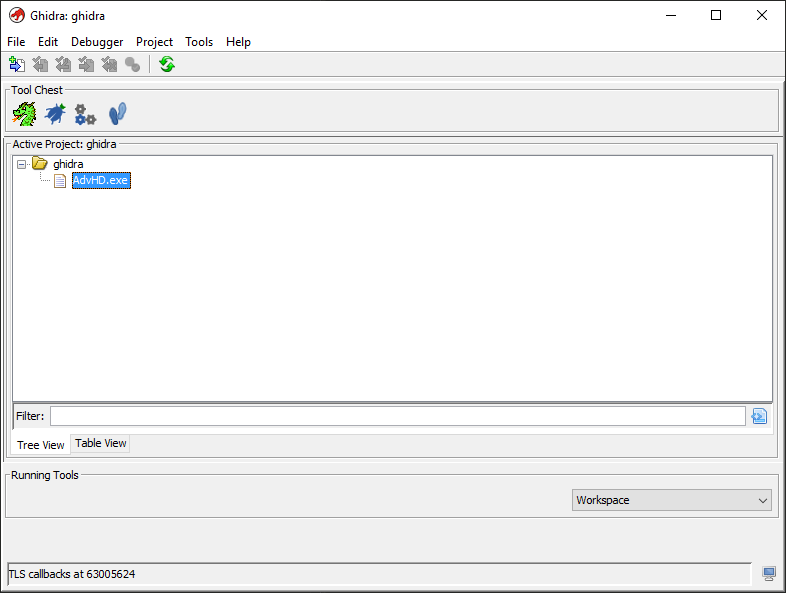 Ghidra: ghidra
File Edit Debugger Project Tools Help
Tool Chest
Active Project: ghidra
ghidra
AdvHD.exe
Filter:
Tree View Table View
Running Tools
Workspace
TLS callbacks at 63005624